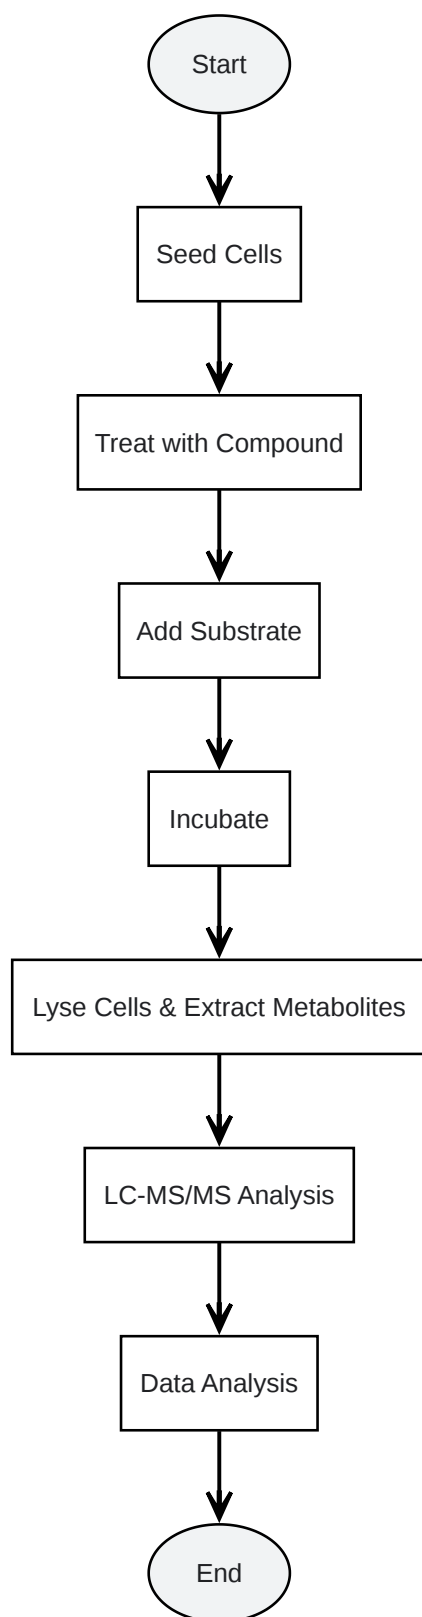 Start
Seed Cells
Treat with Compound
Add Substrate
Incubate
Lyse Cells & Extract Metabolites
LC-MS/MS Analysis
Data Analysis
End